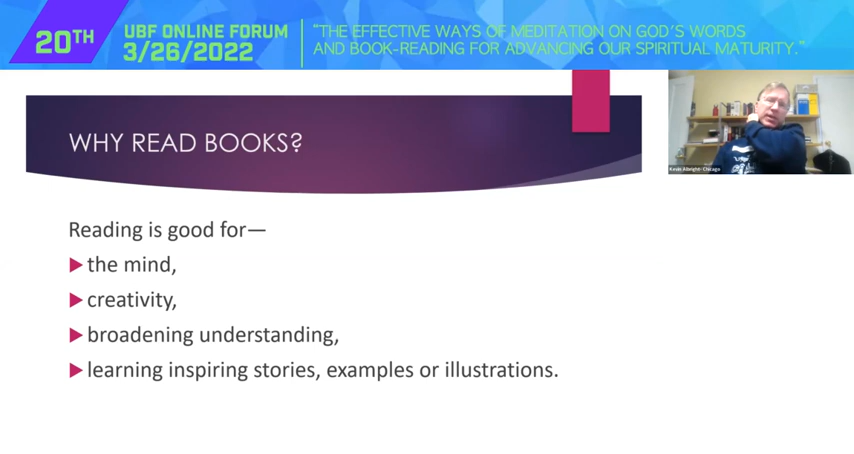 20TH
UBF ONLINE FORUM
3/26/2022
"THE EFFECTIVE WAYS OF MEDITATION ON GOD'S WORDS
AND BOOK-READING FOR ADVANCING OUR SPIRITUAL MATURITY."
WHY READ BOOKS?
Kevin Albright- Chicago
Reading is good for—
the mind,
creativity,
broadening understanding,
learning inspiring stories, examples or illustrations.